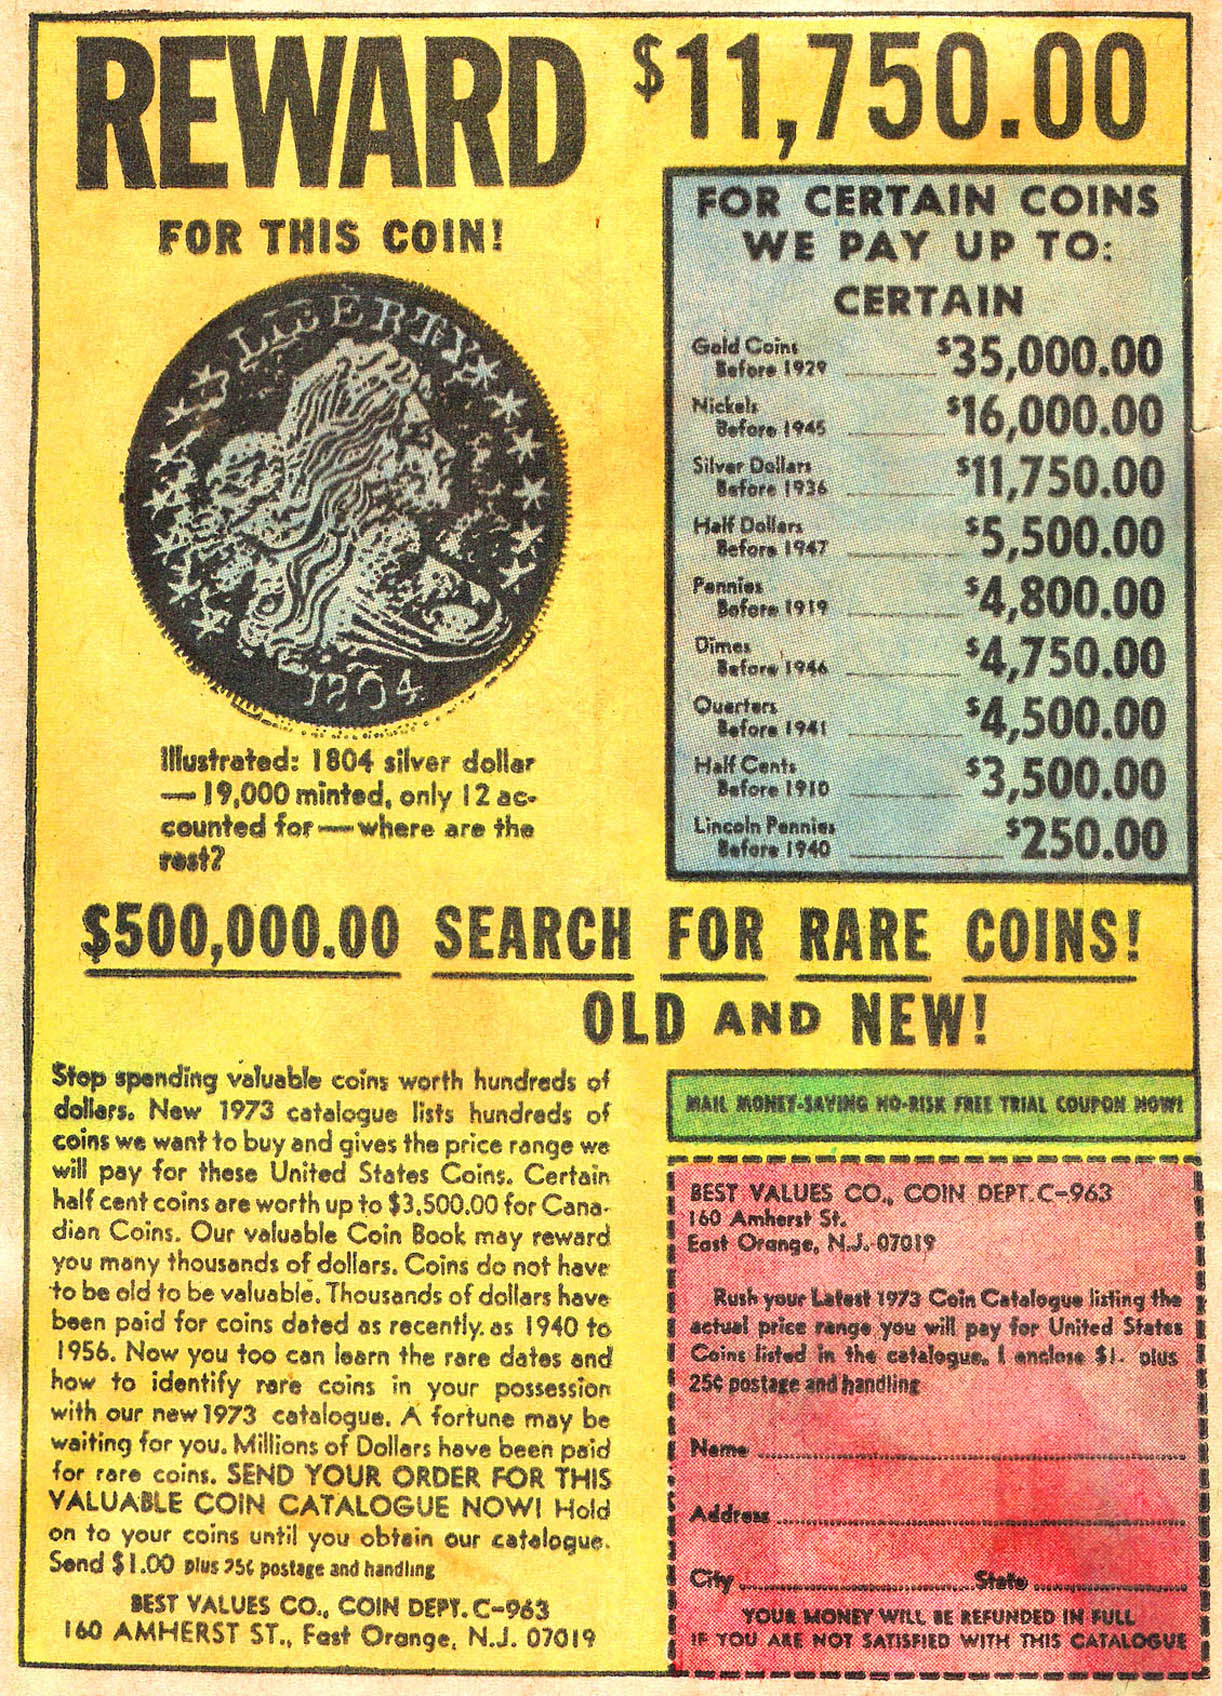 REWARD $11,750.00
FOR THIS COIN!
LIBERTY
1804
Illustrated: 1804 silver dollar
— 19,000 minted, only 12 ac-
counted for — where are the
rest?
FOR CERTAIN COINS
WE PAY UP TO:
CERTAIN
Gold Coins
Before 1929 $35,000.00
Nickels
Before 1945 $16,000.00
Silver Dollars
Before 1936 $11,750.00
Half Dollars
Before 1947 $5,500.00
Pennies
Before 1919 $4,800.00
Dimes
Before 1946 $4,750.00
Quarters
Before 1941 $4,500.00
Half Cents
Before 1910 $3,500.00
Lincoln Pennies
Before 1940 $250.00
$500,000.00 SEARCH FOR RARE COINS!
OLD AND NEW!
Stop spending valuable coins worth hundreds of
dollars. New 1973 catalogue lists hundreds of
coins we want to buy and gives the price range we
will pay for these United States Coins. Certain
half cent coins are worth up to $3,500.00 for Cana-
dian Coins. Our valuable Coin Book may reward
you many thousands of dollars. Coins do not have
to be old to be valuable. Thousands of dollars have
been paid for coins dated as recently. as 1940 to
1956. Now you too can learn the rare dates and
how to identify rare coins in your possession
with our new 1973 catalogue. A fortune may be
waiting for you. Millions of Dollars have been paid
for rare coins. SEND YOUR ORDER FOR THIS
VALUABLE COIN CATALOGUE NOW! Hold
on to your coins until you obtain our catalogue.
Send $1.00 plus 25¢ postage and handling
BEST VALUES CO., COIN DEPT. C-963
160 AMHERST ST., East Orange, N.J. 07019
MAIL MONEY-SAVING NO-RISK FREE TRIAL COUPON NOW!
BEST VALUES CO., COIN DEPT. C-963
160 Amherst St.
East Orange, N.J. 07019
Rush your Latest 1973 Coin Catalogue listing the
actual price range you will pay for United States
Coins listed in the catalogue. I enclose $1. plus
25¢ postage and handling
Name
Address
City State
YOUR MONEY WILL BE REFUNDED IN FULL
IF YOU ARE NOT SATISFIED WITH THIS CATALOGUE